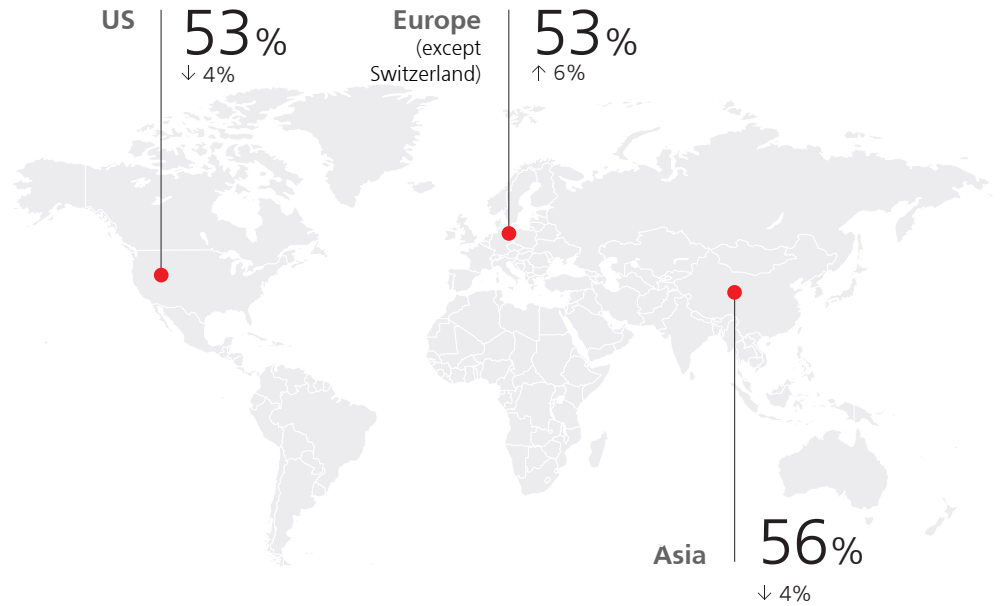 US
53%
↓ 4%
Europe
(except
Switzerland)
53%
↑ 6%
Asia
56%
↓ 4%